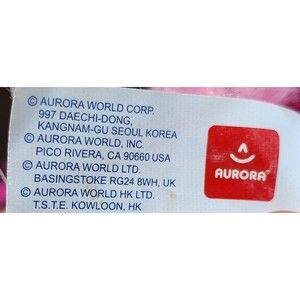 © AURORA WORLD CORP.
997 DAECHI-DONG,
KANGNAM-GU SEOUL KOREA
© AURORA WORLD, INC.
PICO RIVERA, CA 90660 USA
© AURORA WORLD LTD.
BASINGSTOKE RG24 8WH, UK
© AURORA WORLD HK LTD.
T.S.T.E. KOWLOON, HK
AURORA®